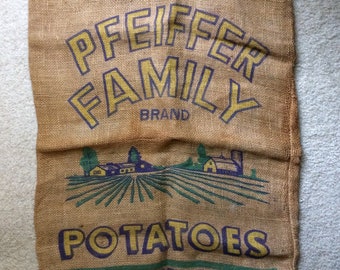 PFEIFFER
FAMILY
BRAND
POTATOES